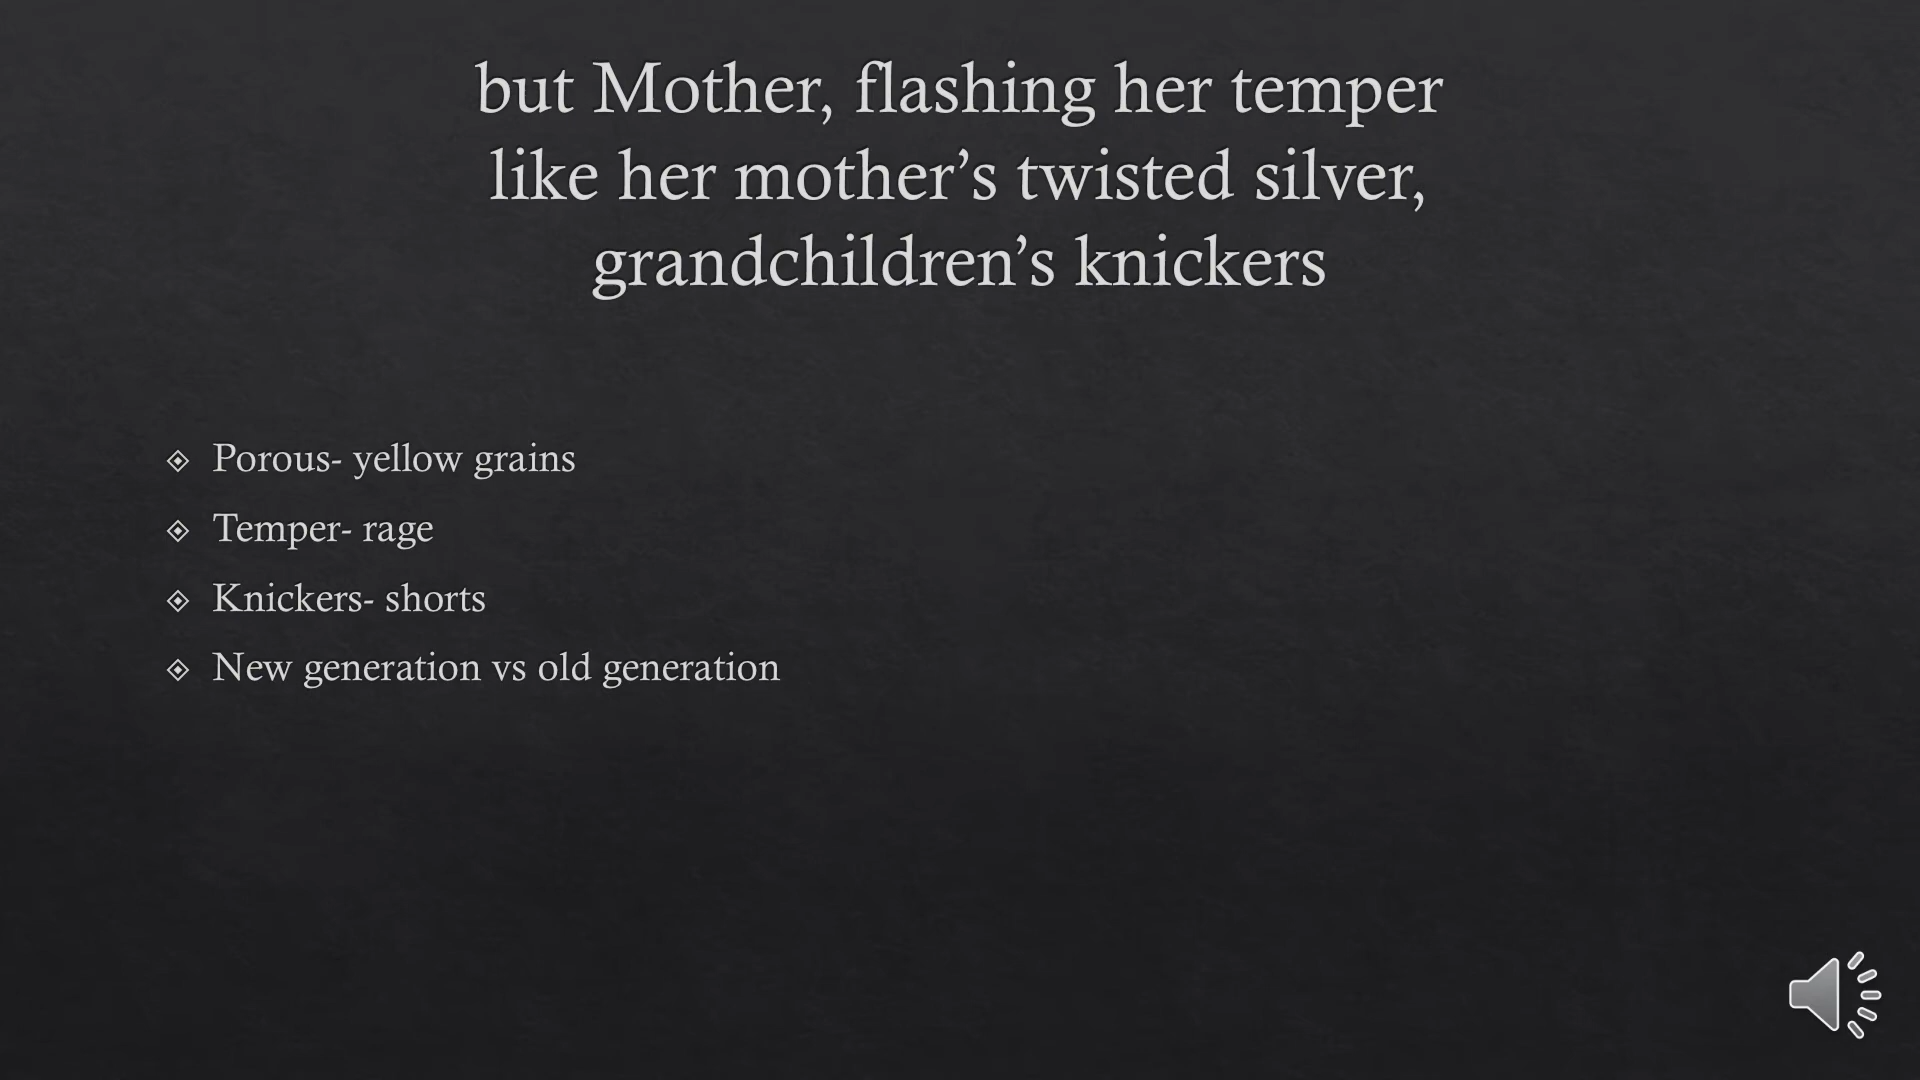 but Mother, flashing her temper
like her mother’s twisted silver,
grandchildren’s knickers
Porous- yellow grains
Temper- rage
Knickers- shorts
New generation vs old generation